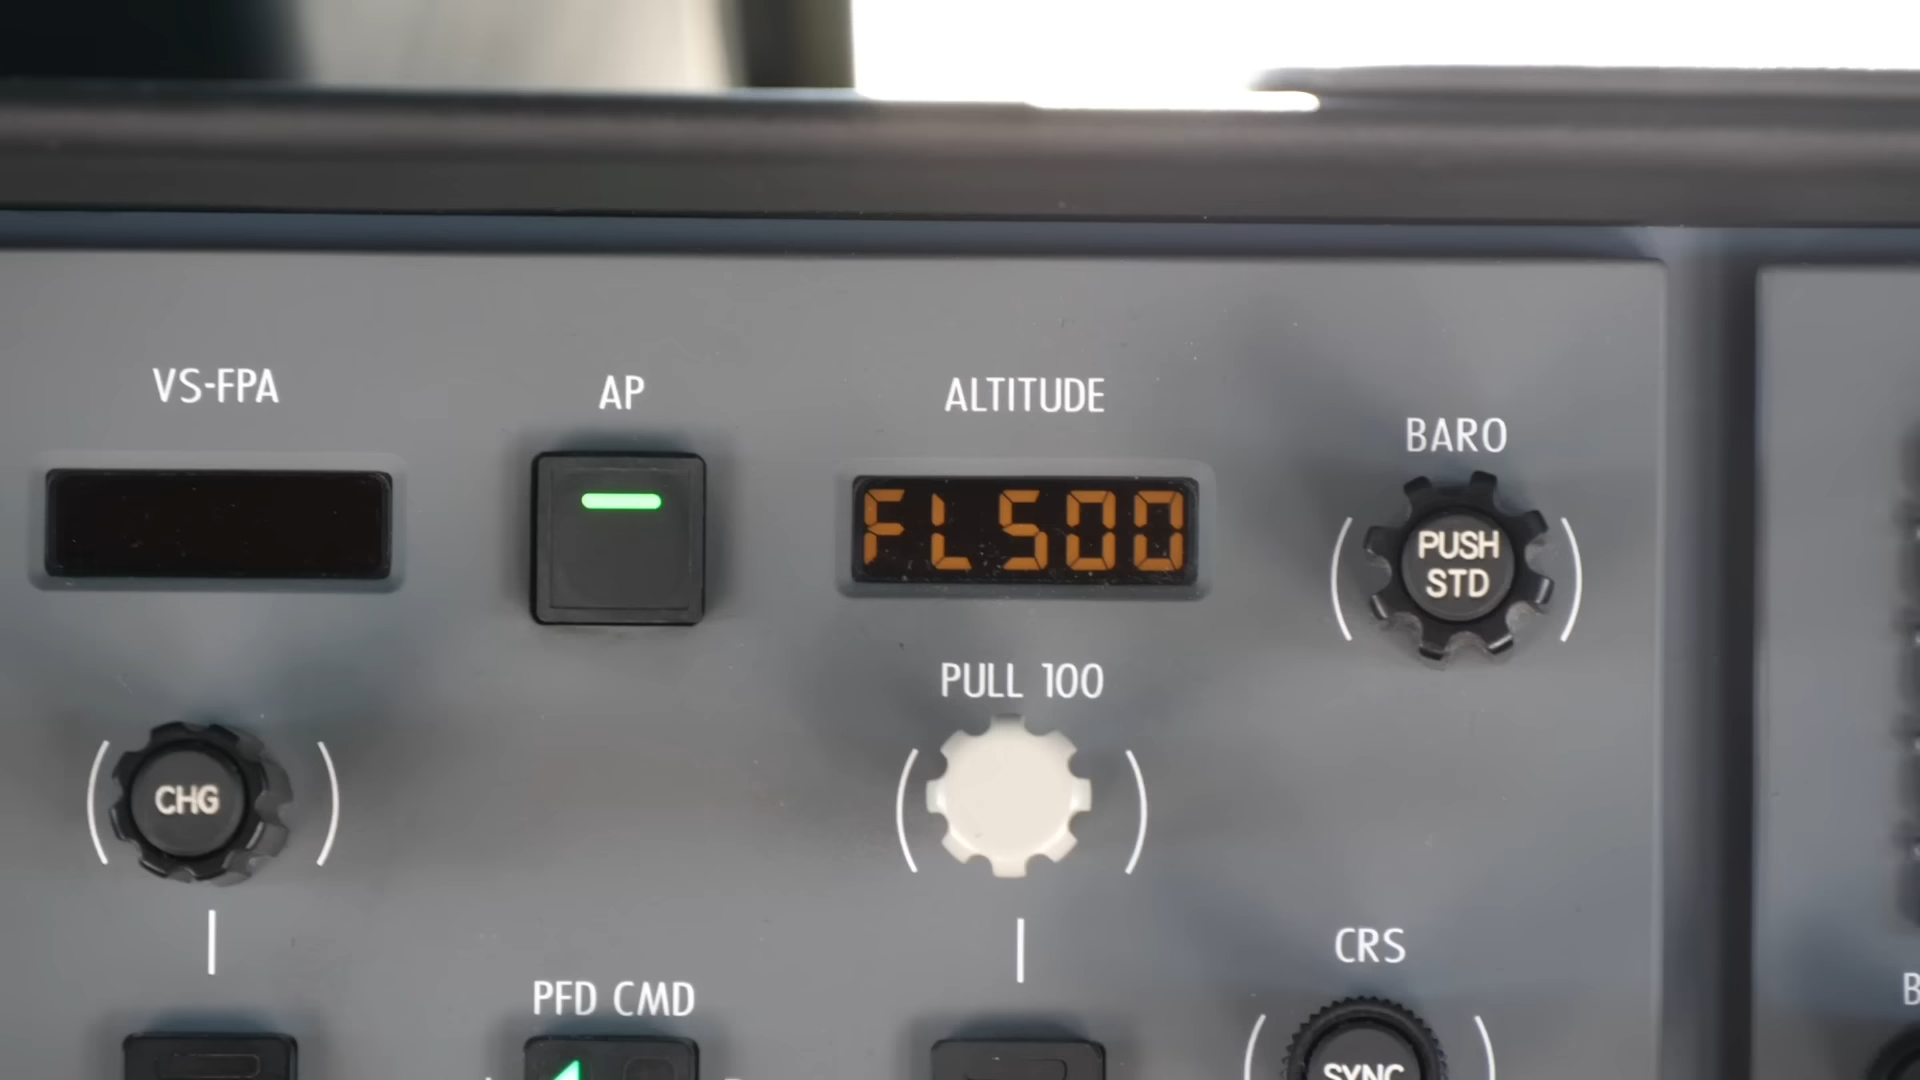 VS-FPA
AP
ALTITUDE
BARO
FL500
PUSH
STD
PULL 100
CHG
CRS
PFD CMD
B
SYNC